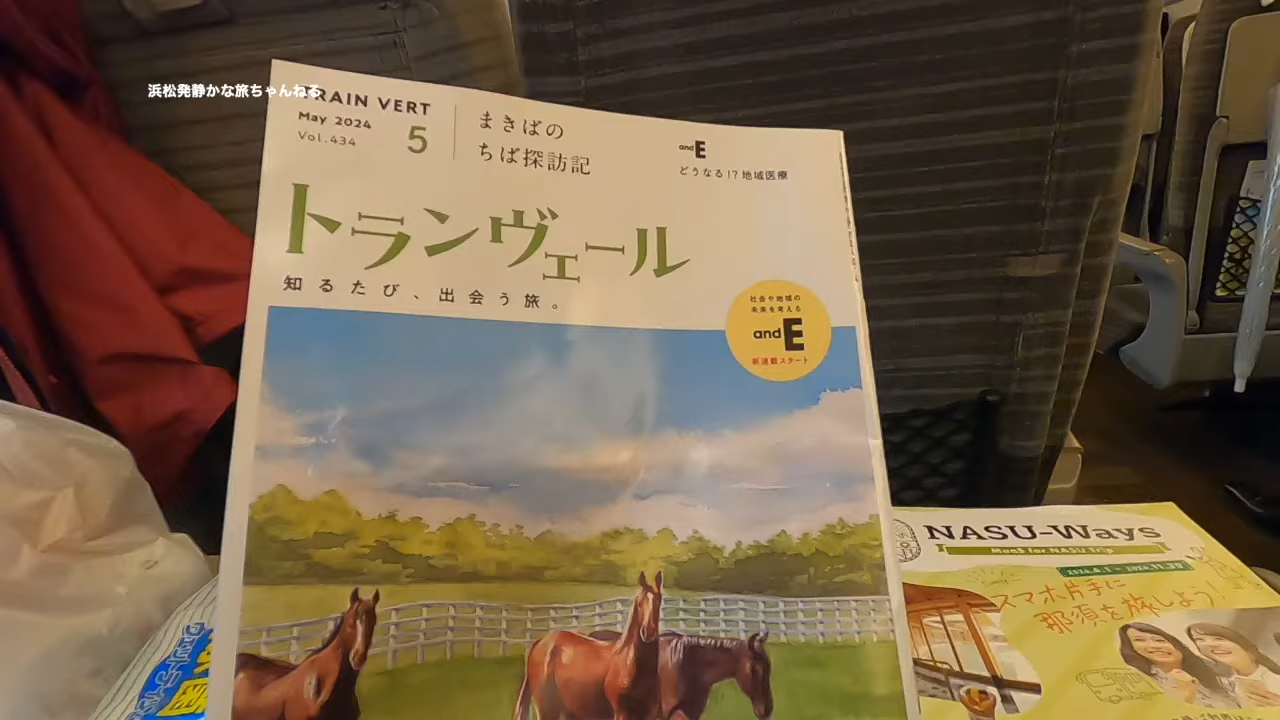 浜松発静かな旅ちゃんねる
TRAIN VERT
May 2024
Vol.434
5
まきばの
ちば探訪記
and E
どうなる!? 地域医療
トランヴェール
知るたび、出会う旅。
社会や地域の
未来を考える
and E
新連載スタート
NASU-Ways
MaaS for NASU Trip
スマホ片手に
那須を旅しよう!